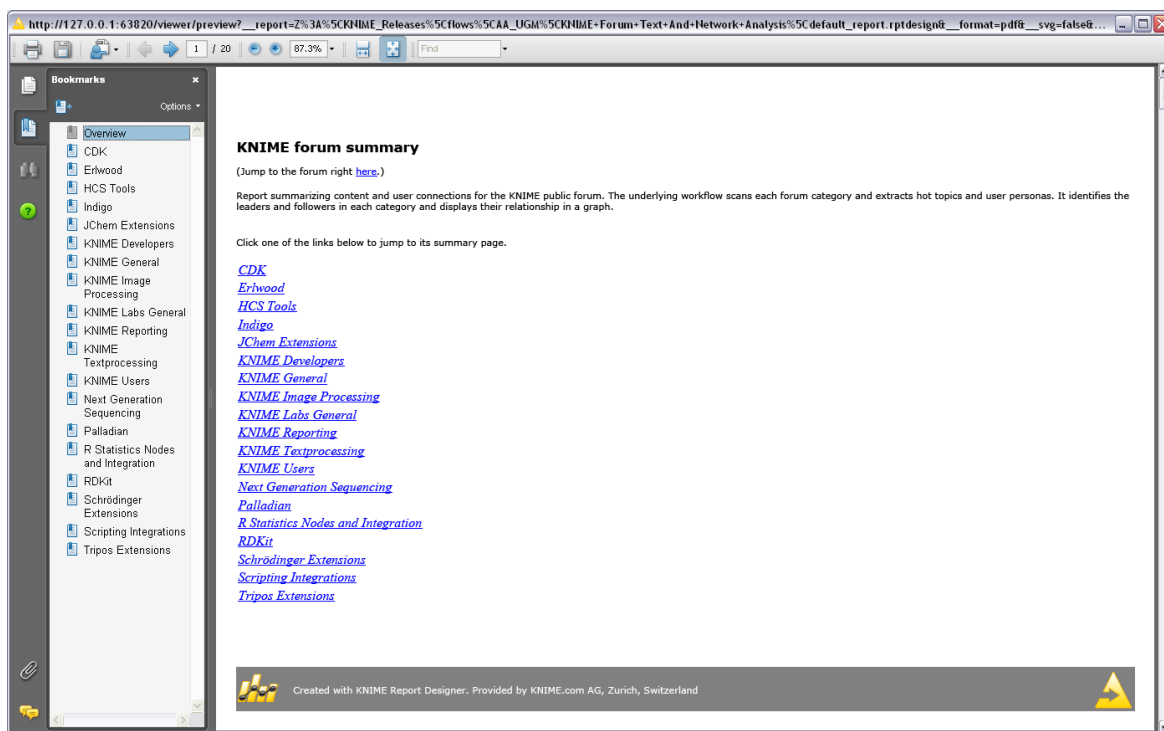 http://127.0.0.1:63820/viewer/preview?__report=Z%3A%5CKNIME_Releases%5Cflows%5CAA_UGM%5CKNIME+Forum+Text+And+Network+Analysis%5Cdefault_report.rptdesign&__format=pdf&__svg=false&...
1 / 20 87.3% Find
Bookmarks
Options
Overview
CDK
Erlwood
HCS Tools
Indigo
JChem Extensions
KNIME Developers
KNIME General
KNIME Image
Processing
KNIME Labs General
KNIME Reporting
KNIME
Textprocessing
KNIME Users
Next Generation
Sequencing
Palladian
R Statistics Nodes
and Integration
RDKit
Schrödinger
Extensions
Scripting Integrations
Tripos Extensions
KNIME forum summary
(Jump to the forum right here.)
Report summarizing content and user connections for the KNIME public forum. The underlying workflow scans each forum category and extracts hot topics and user personas. It identifies the
leaders and followers in each category and displays their relationship in a graph.
Click one of the links below to jump to its summary page.
CDK
Erlwood
HCS Tools
Indigo
JChem Extensions
KNIME Developers
KNIME General
KNIME Image Processing
KNIME Labs General
KNIME Reporting
KNIME Textprocessing
KNIME Users
Next Generation Sequencing
Palladian
R Statistics Nodes and Integration
RDKit
Schrödinger Extensions
Scripting Integrations
Tripos Extensions
Created with KNIME Report Designer. Provided by KNIME.com AG, Zurich, Switzerland